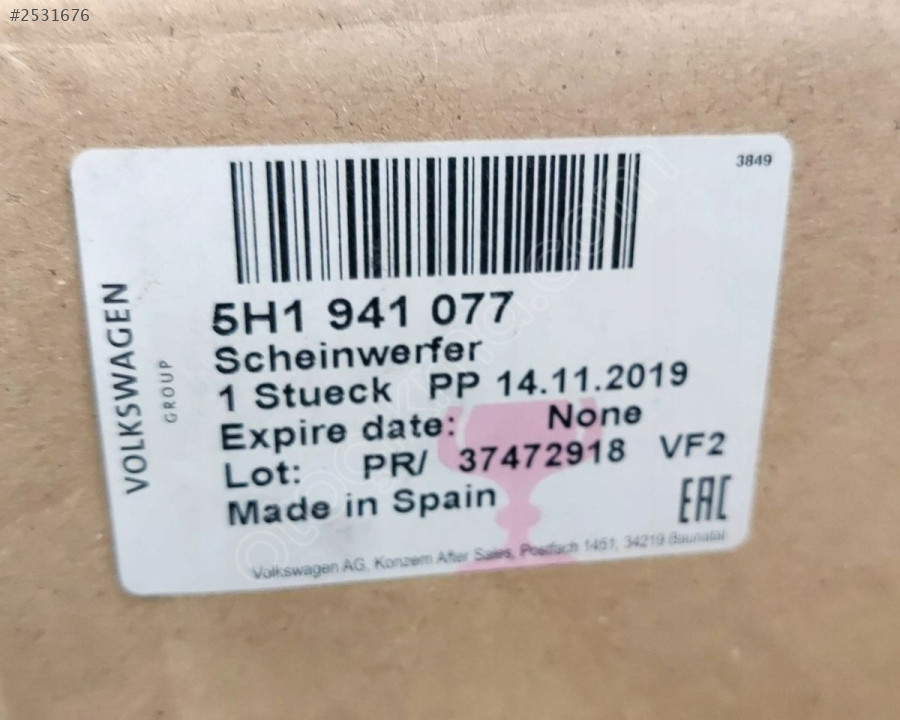 #2531676
3849
VOLKSWAGEN
GROUP
5H1 941 077
Scheinwerfer
1 Stueck PP 14.11.2019
Expire date: None
Lot: PR/ 37472918 VF2
Made in Spain
EAC
Volkswagen AG, Konzern After Sales, Postfach 1451, 34219 Baunatal